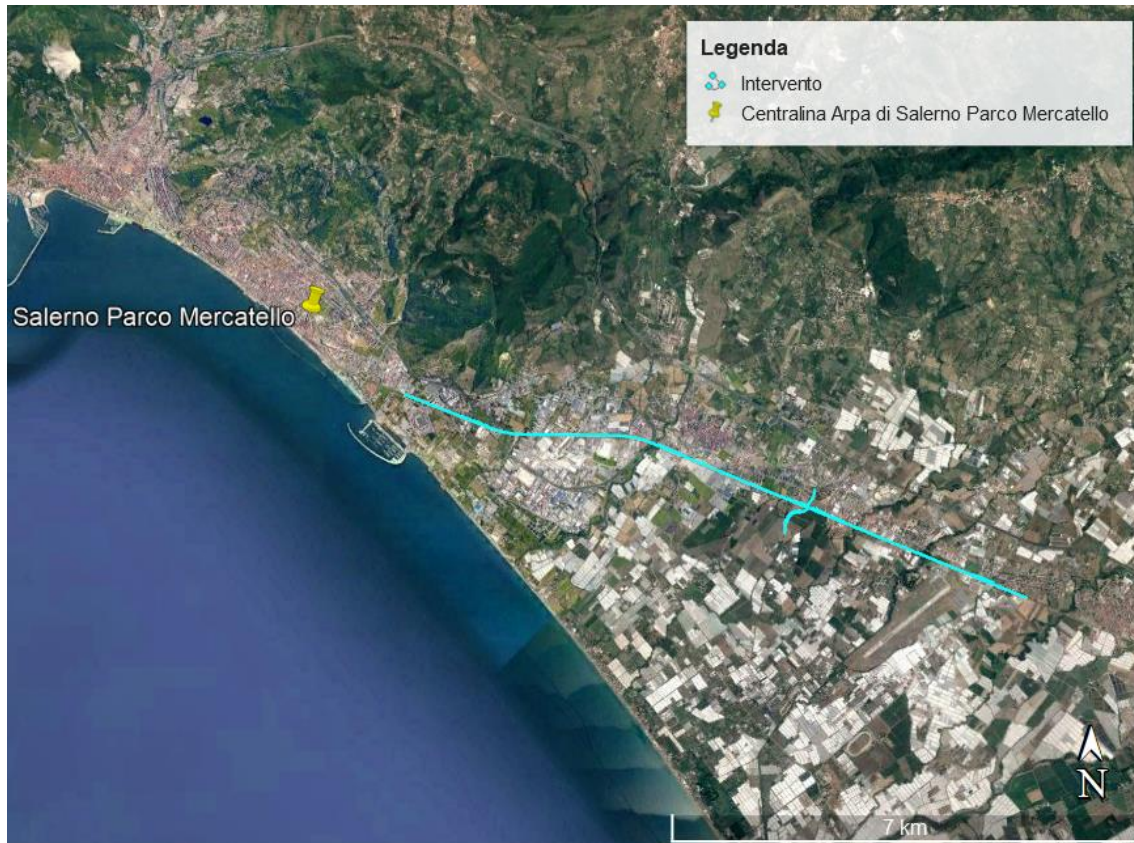 Legenda
Intervento
Centralina Arpa di Salerno Parco Mercatello
Salerno Parco Mercatello
N
7 km